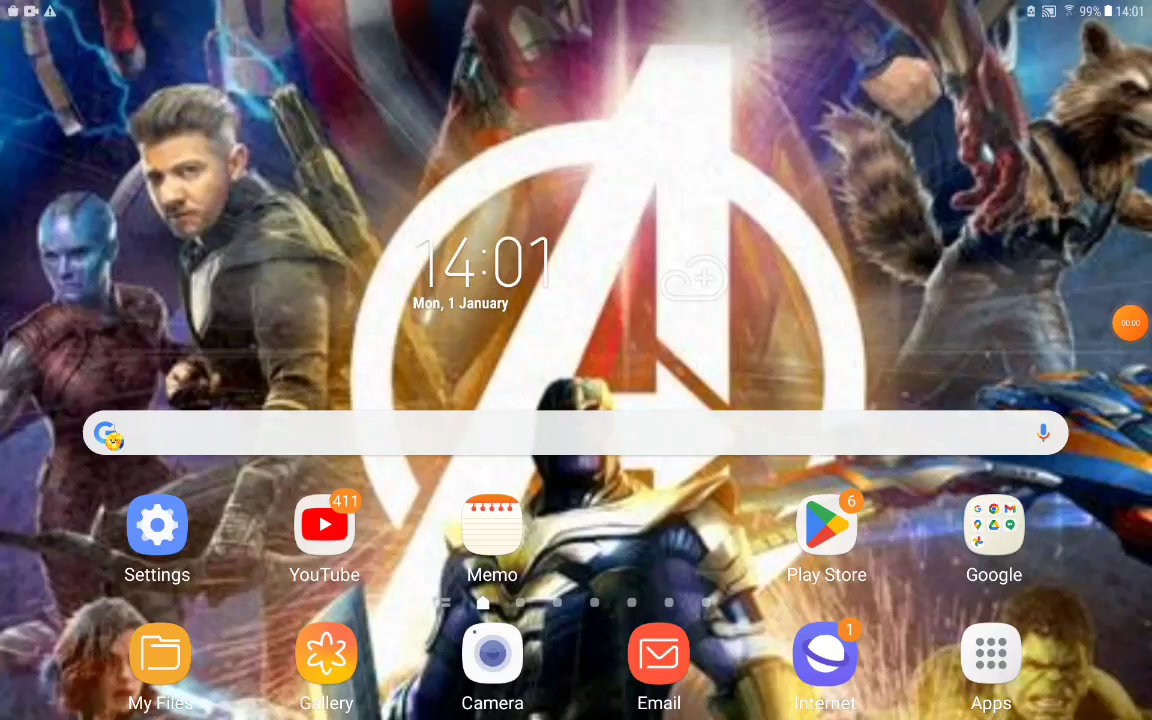 99% 14:01
14:01
Mon, 1 January
00:00
411
6
Settings
YouTube
Memo
Play Store
Google
1
My Files
Gallery
Camera
Email
Internet
Apps